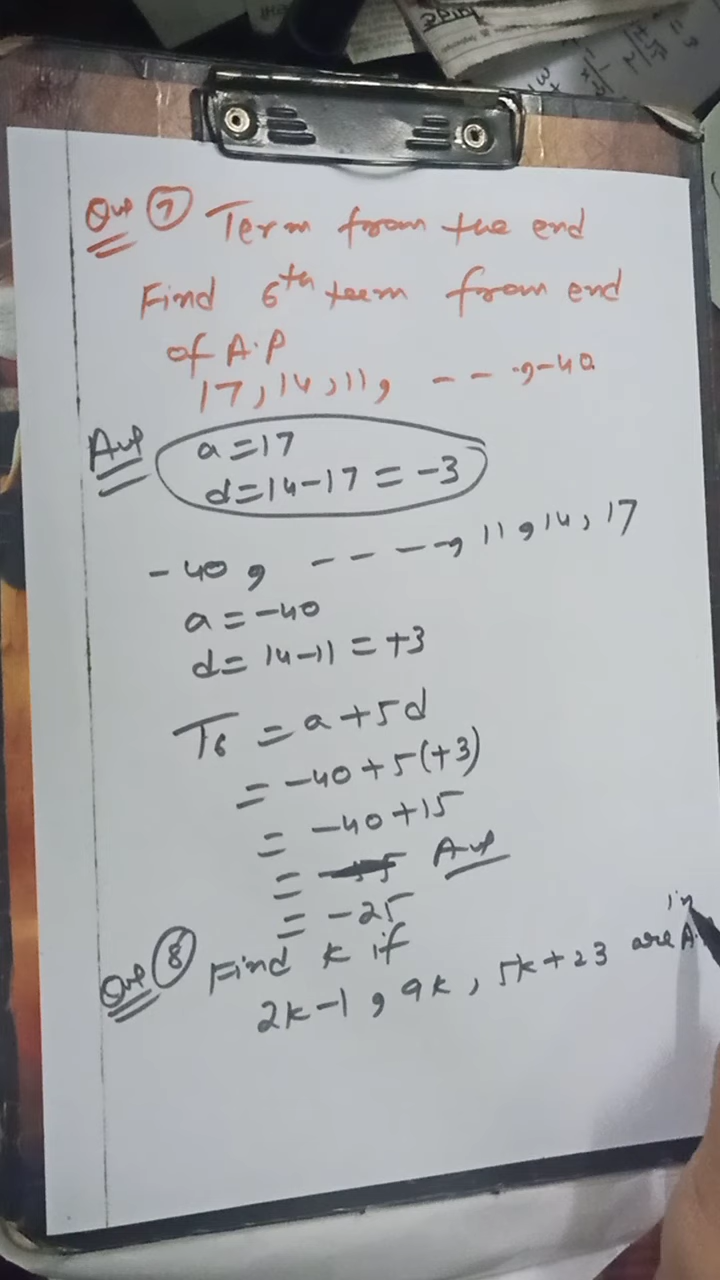 Que 7 Term from the end
Find 6th term from end
of A.P
17, 14, 11, - - - , -40
Ans a = 17
d = 14-17 = -3
-40, - - - -, 11, 14, 17
a = -40
d = 14-11 = +3
T6 = a+5d
= -40+5(+3)
= -40+15
= Ans
= -25
Que 8 Find k if in
2k-1, 9k, 5k+23 are A.